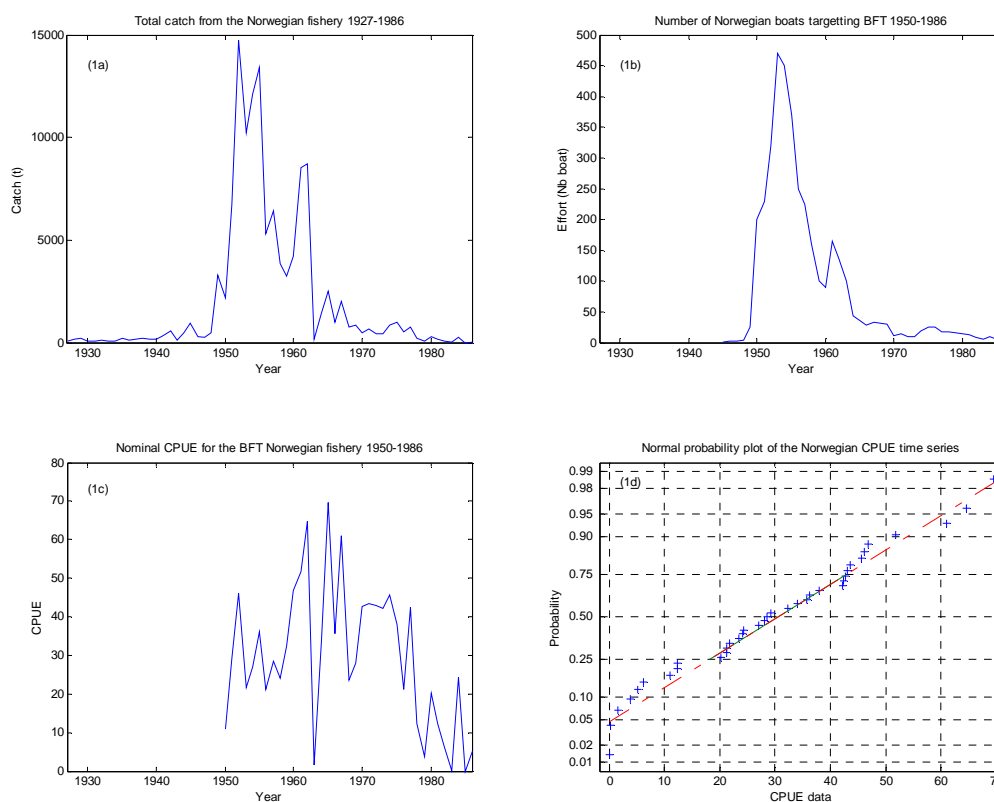 Total catch from the Norwegian fishery 1927-1986
15000
10000
5000
0
(1a)
Catch (t)
1930 1940 1950 1960 1970 1980
Year
Number of Norwegian boats targetting BFT 1950-1986
500
450
400
350
300
250
200
150
100
50
0
(1b)
Effort (Nb boat)
1930 1940 1950 1960 1970 1980
Year
Nominal CPUE for the BFT Norwegian fishery 1950-1986
80
70
60
50
40
30
20
10
0
(1c)
CPUE
1930 1940 1950 1960 1970 1980
Year
Normal probability plot of the Norwegian CPUE time series
0.99
0.98
0.95
0.90
0.75
0.50
0.25
0.10
0.05
0.02
0.01
(1d)
Probability
0 10 20 30 40 50 60 70
CPUE data